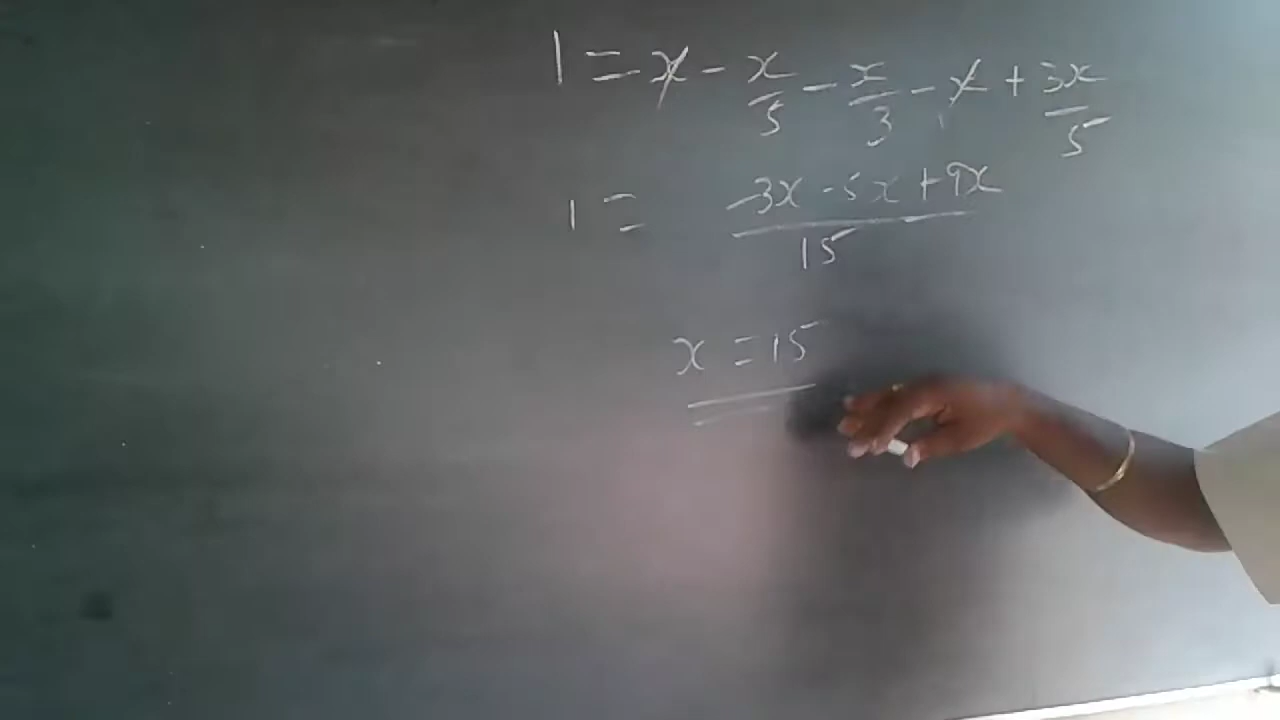 1 = x - x/5 - x/3 - x + 3x/5
1 = -3x - 5x + 9x / 15
x = 15